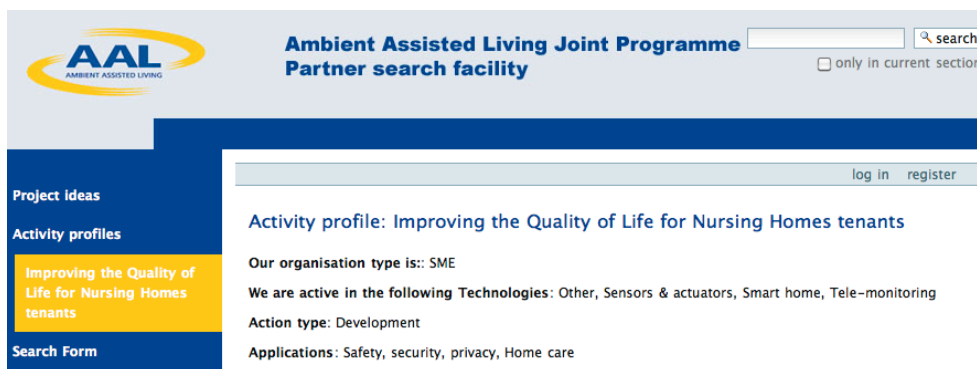 AAL
AMBIENT ASSISTED LIVING
Ambient Assisted Living Joint Programme
Partner search facility
search
only in current section
log in register
Project ideas
Activity profiles
Improving the Quality of
Life for Nursing Homes
tenants
Search Form
Activity profile: Improving the Quality of Life for Nursing Homes tenants
Our organisation type is:: SME
We are active in the following Technologies: Other, Sensors & actuators, Smart home, Tele-monitoring
Action type: Development
Applications: Safety, security, privacy, Home care